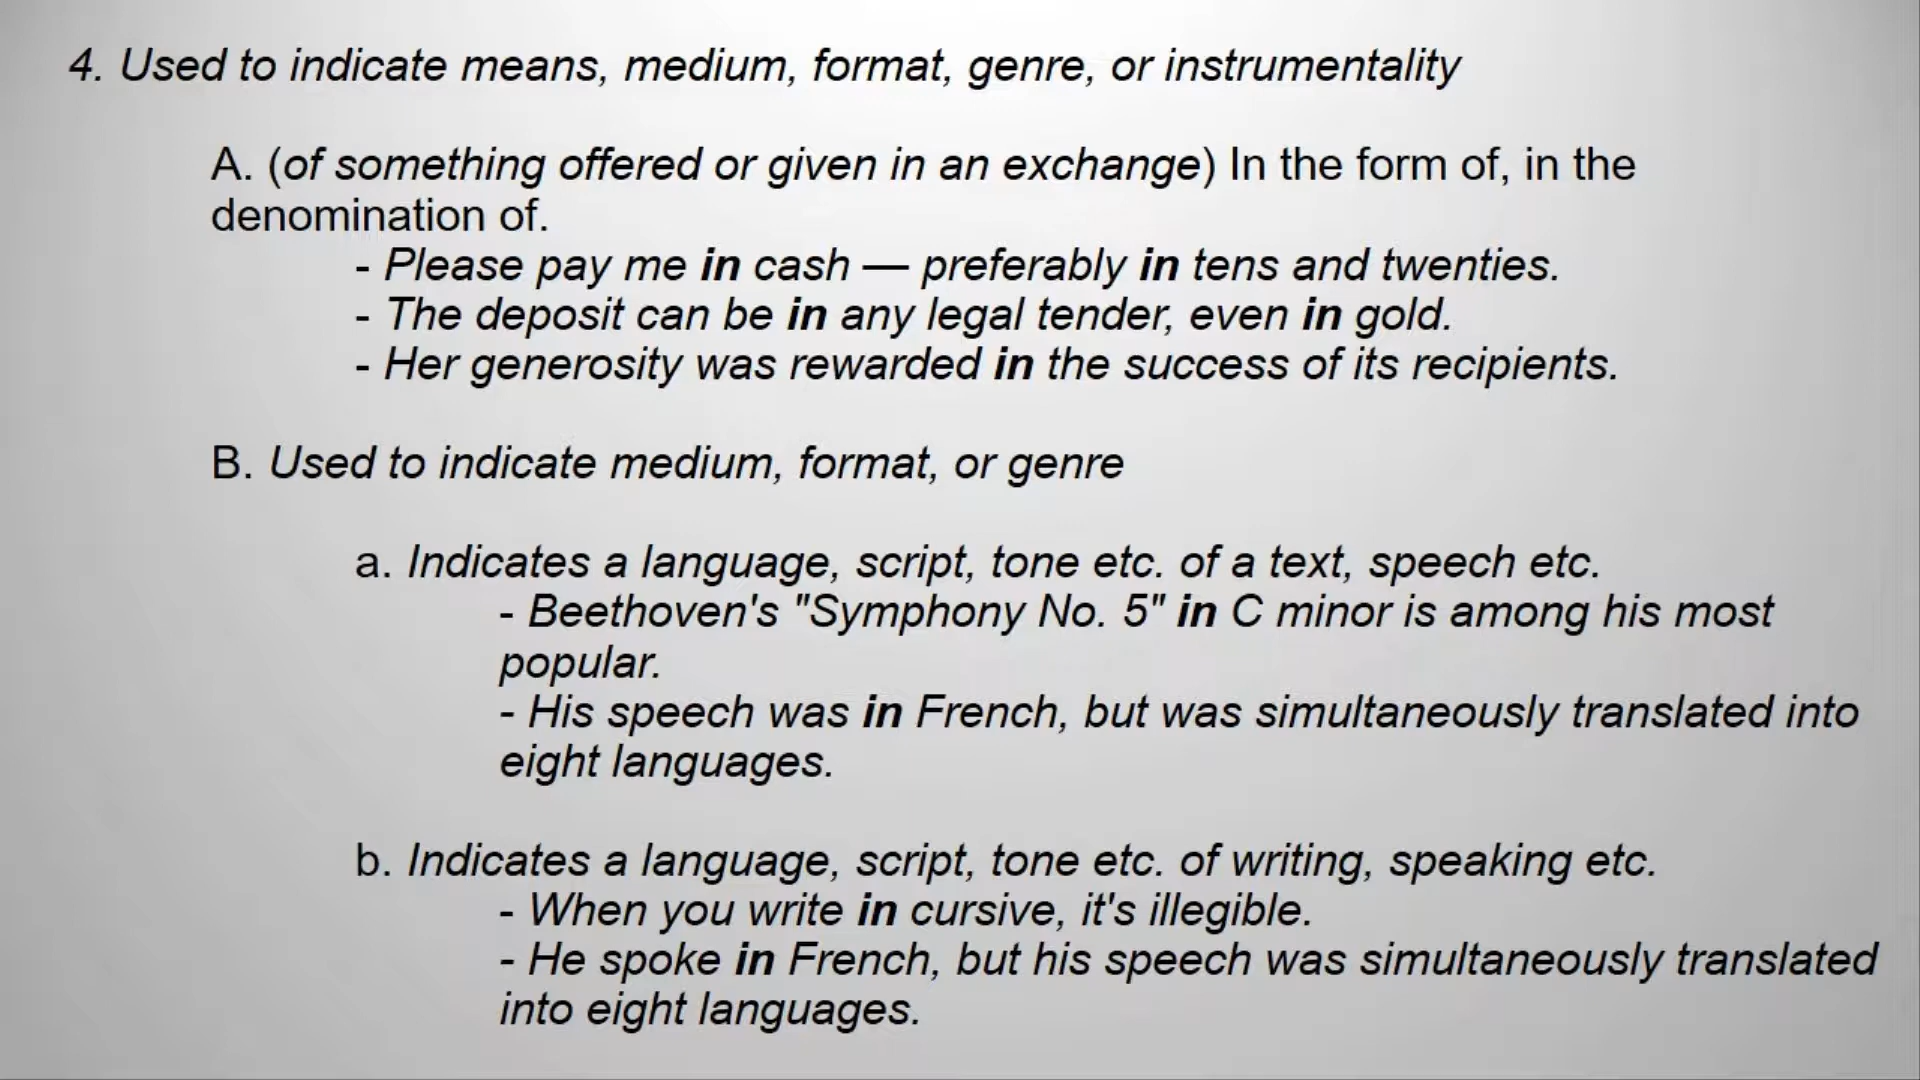 4. Used to indicate means, medium, format, genre, or instrumentality
A. (of something offered or given in an exchange) In the form of, in the
denomination of.
- Please pay me in cash — preferably in tens and twenties.
- The deposit can be in any legal tender, even in gold.
- Her generosity was rewarded in the success of its recipients.
B. Used to indicate medium, format, or genre
a. Indicates a language, script, tone etc. of a text, speech etc.
- Beethoven's "Symphony No. 5" in C minor is among his most
popular.
- His speech was in French, but was simultaneously translated into
eight languages.
b. Indicates a language, script, tone etc. of writing, speaking etc.
- When you write in cursive, it's illegible.
- He spoke in French, but his speech was simultaneously translated
into eight languages.